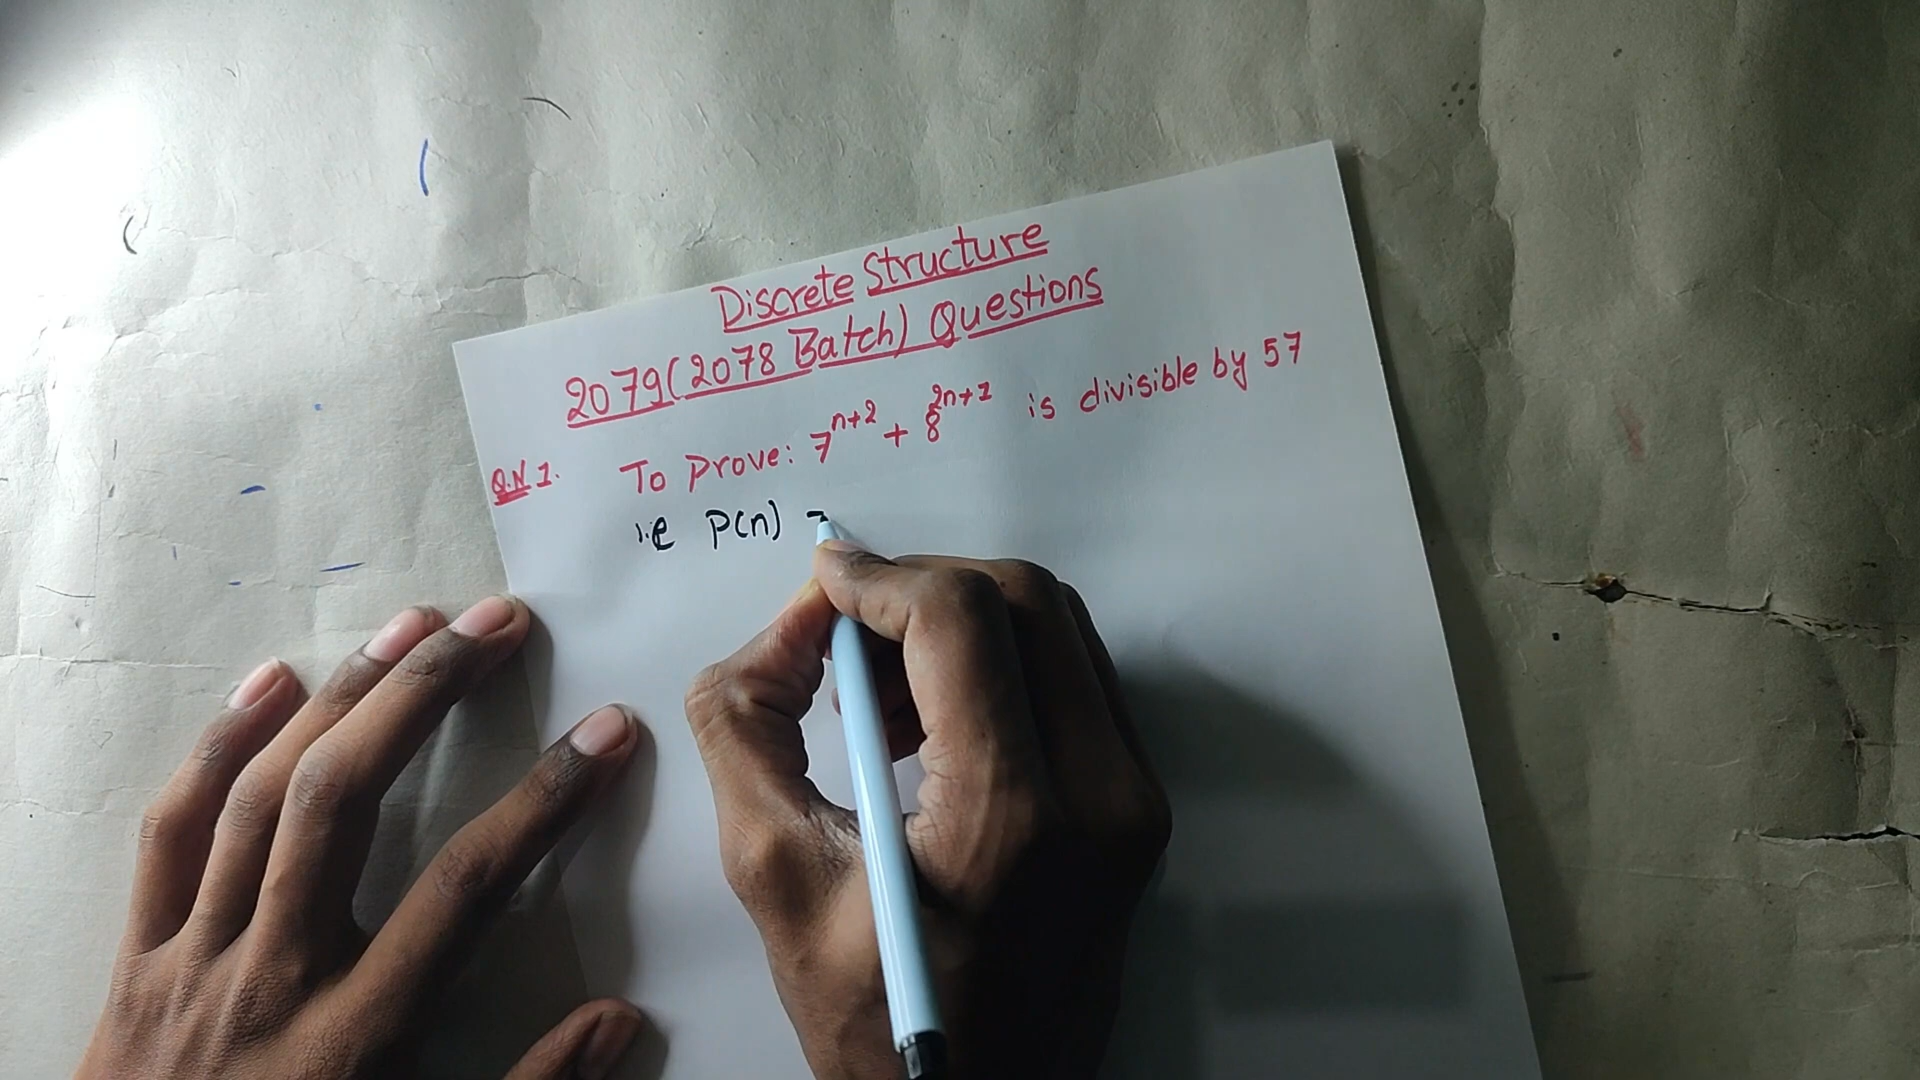 Discrete Structure
2079(2078 Batch) Questions
Q.N 1. To prove: 7^{n+2} + 8^{2n+1} is divisible by 57
i.e P(n) =